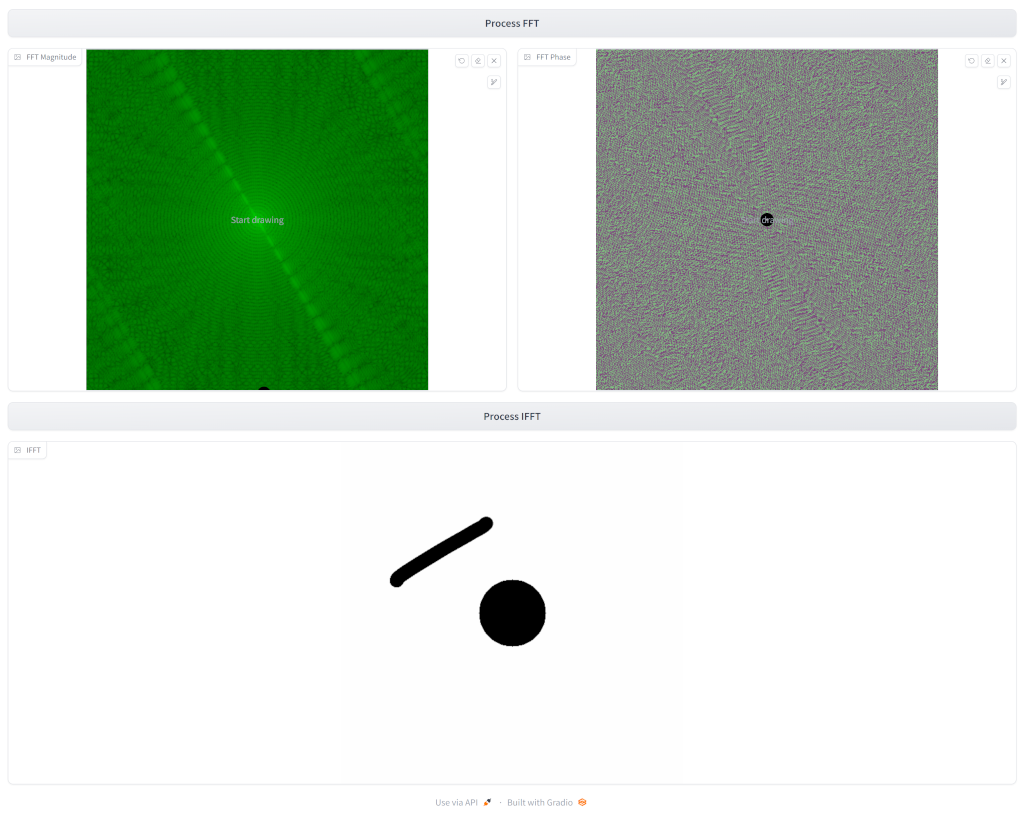 Process FFT
FFT Magnitude
FFT Phase
Start drawing
Process IFFT
IFFT
Use via API · Built with Gradio